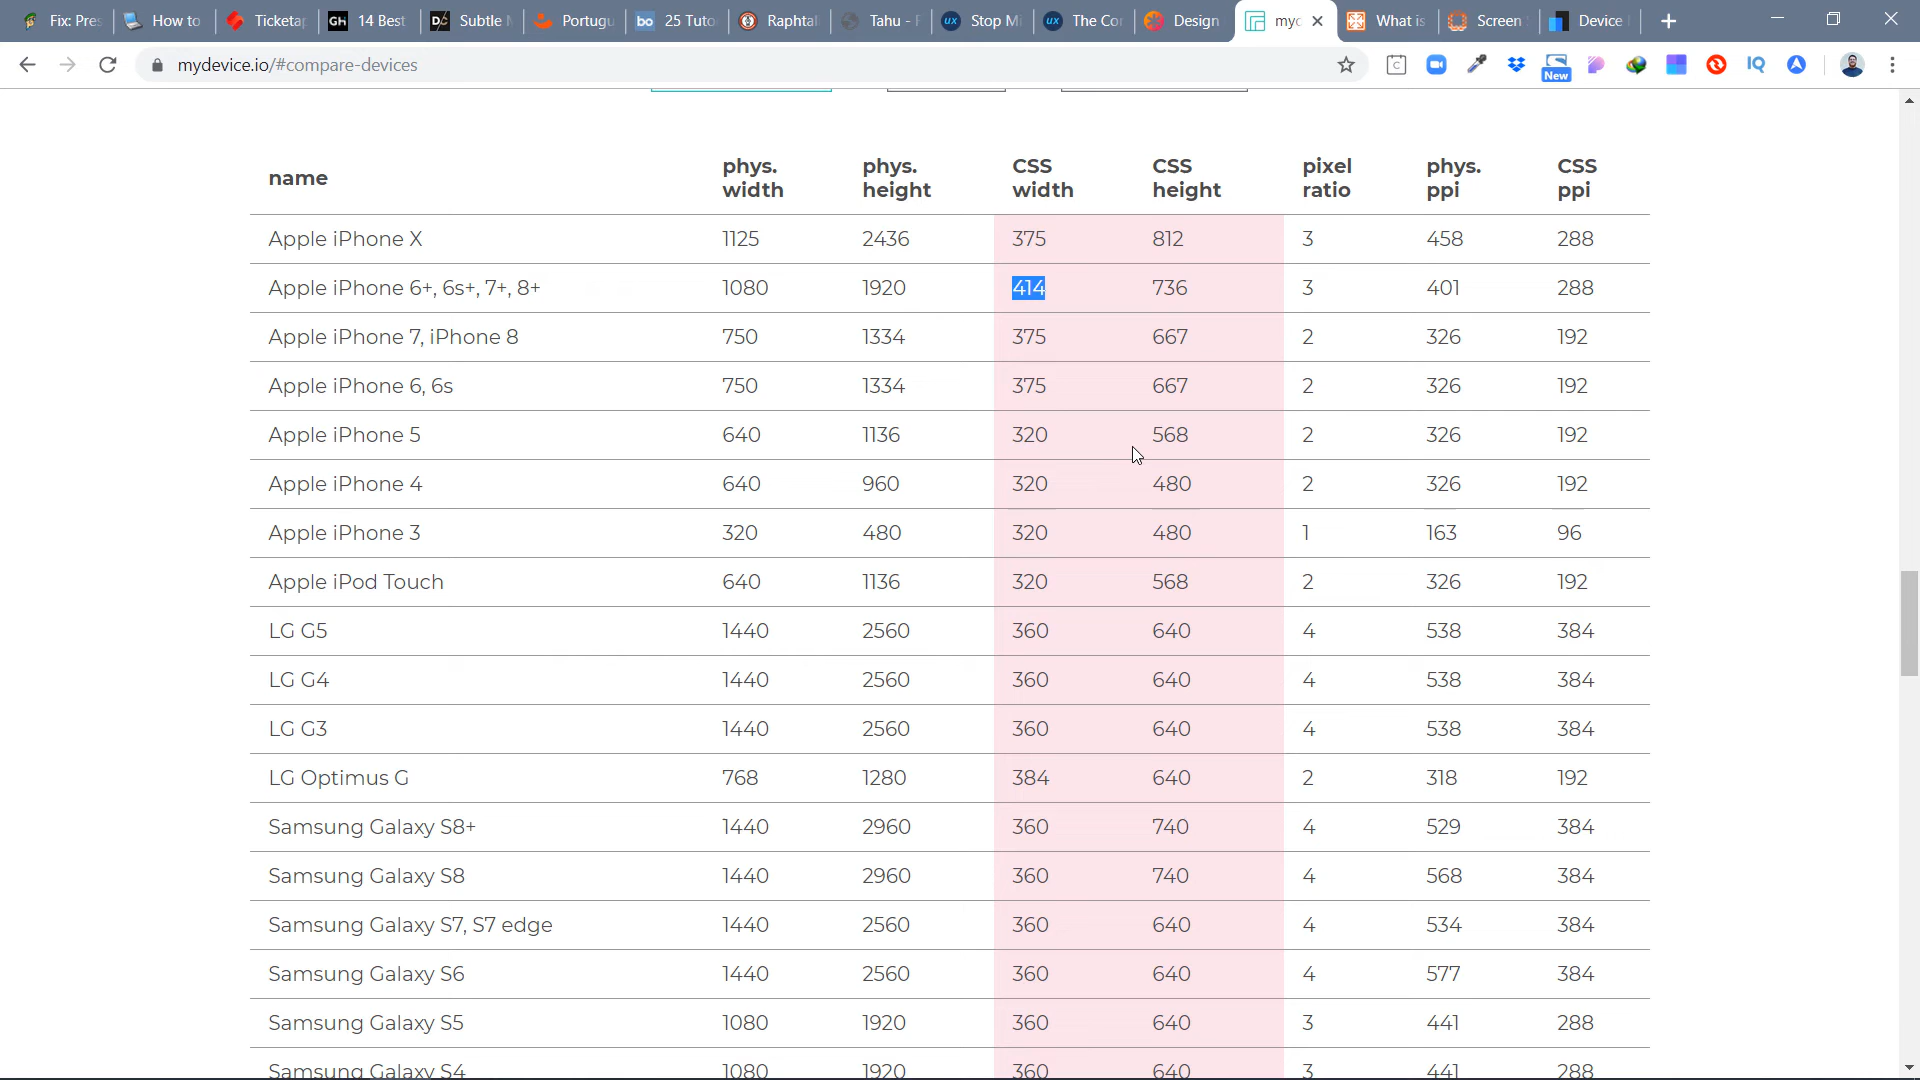 Fix: Pres How to Ticketap GH 14 Best D Subtle Portugu bo 25 Tuto Raphtal Tahu - ux Stop ux The Co Design myd What is Screen Device
mydevice.io/#compare-devices
C New IQ
name phys. width phys. height CSS width CSS height pixel ratio phys. ppi CSS ppi
Apple iPhone X 1125 2436 375 812 3 458 288
Apple iPhone 6+, 6s+, 7+, 8+ 1080 1920 414 736 3 401 288
Apple iPhone 7, iPhone 8 750 1334 375 667 2 326 192
Apple iPhone 6, 6s 750 1334 375 667 2 326 192
Apple iPhone 5 640 1136 320 568 2 326 192
Apple iPhone 4 640 960 320 480 2 326 192
Apple iPhone 3 320 480 320 480 1 163 96
Apple iPod Touch 640 1136 320 568 2 326 192
LG G5 1440 2560 360 640 4 538 384
LG G4 1440 2560 360 640 4 538 384
LG G3 1440 2560 360 640 4 538 384
LG Optimus G 768 1280 384 640 2 318 192
Samsung Galaxy S8+ 1440 2960 360 740 4 529 384
Samsung Galaxy S8 1440 2960 360 740 4 568 384
Samsung Galaxy S7, S7 edge 1440 2560 360 640 4 534 384
Samsung Galaxy S6 1440 2560 360 640 4 577 384
Samsung Galaxy S5 1080 1920 360 640 3 441 288
Samsung Galaxy S4 1080 1920 360 640 3 441 288